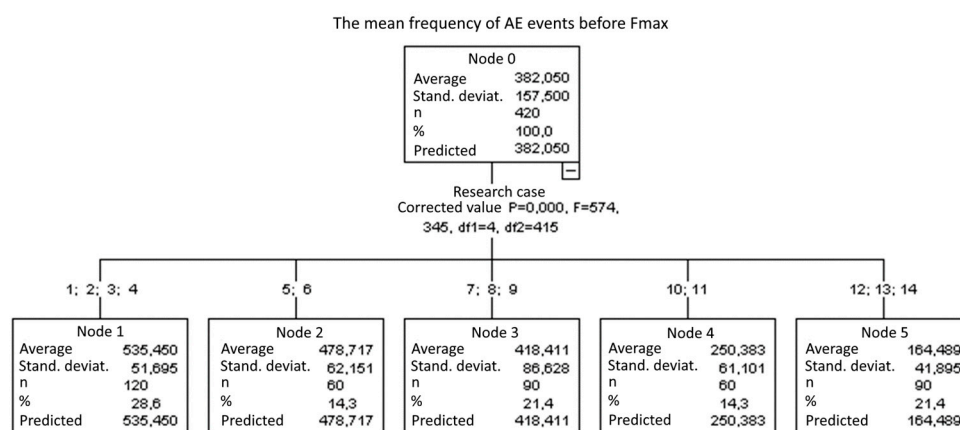 The mean frequency of AE events before Fmax
Node 0
Average 382,050
Stand. deviat. 157,500
n 420
% 100,0
Predicted 382,050
Research case
Corrected value P=0,000, F=574,
345, df1=4, df2=415
1; 2; 3; 4
5; 6
7; 8; 9
10; 11
12; 13; 14
Node 1
Average 535,450
Stand. deviat. 51,695
n 120
% 28,6
Predicted 535,450
Node 2
Average 478,717
Stand. deviat. 62,151
n 60
% 14,3
Predicted 478,717
Node 3
Average 418,411
Stand. deviat. 86,628
n 90
% 21,4
Predicted 418,411
Node 4
Average 250,383
Stand. deviat. 61,101
n 60
% 14,3
Predicted 250,383
Node 5
Average 164,489
Stand. deviat. 41,895
n 90
% 21,4
Predicted 164,489